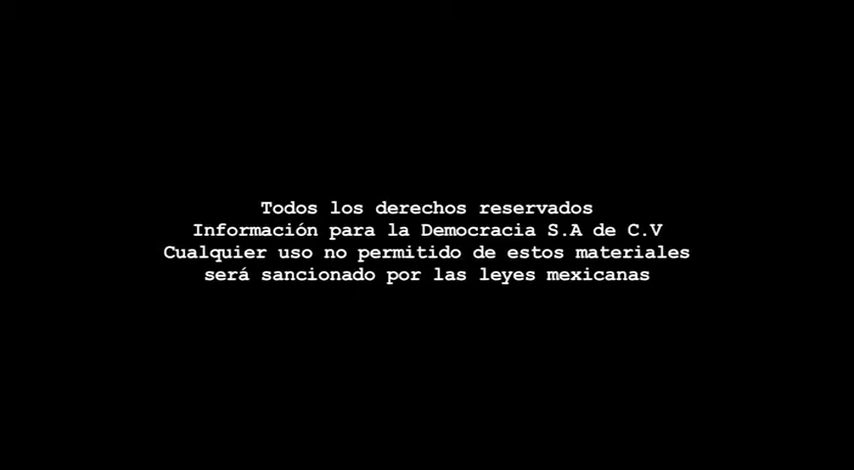 Todos los derechos reservados
Información para la Democracia S.A de C.V
Cualquier uso no permitido de estos materiales
será sancionado por las leyes mexicanas